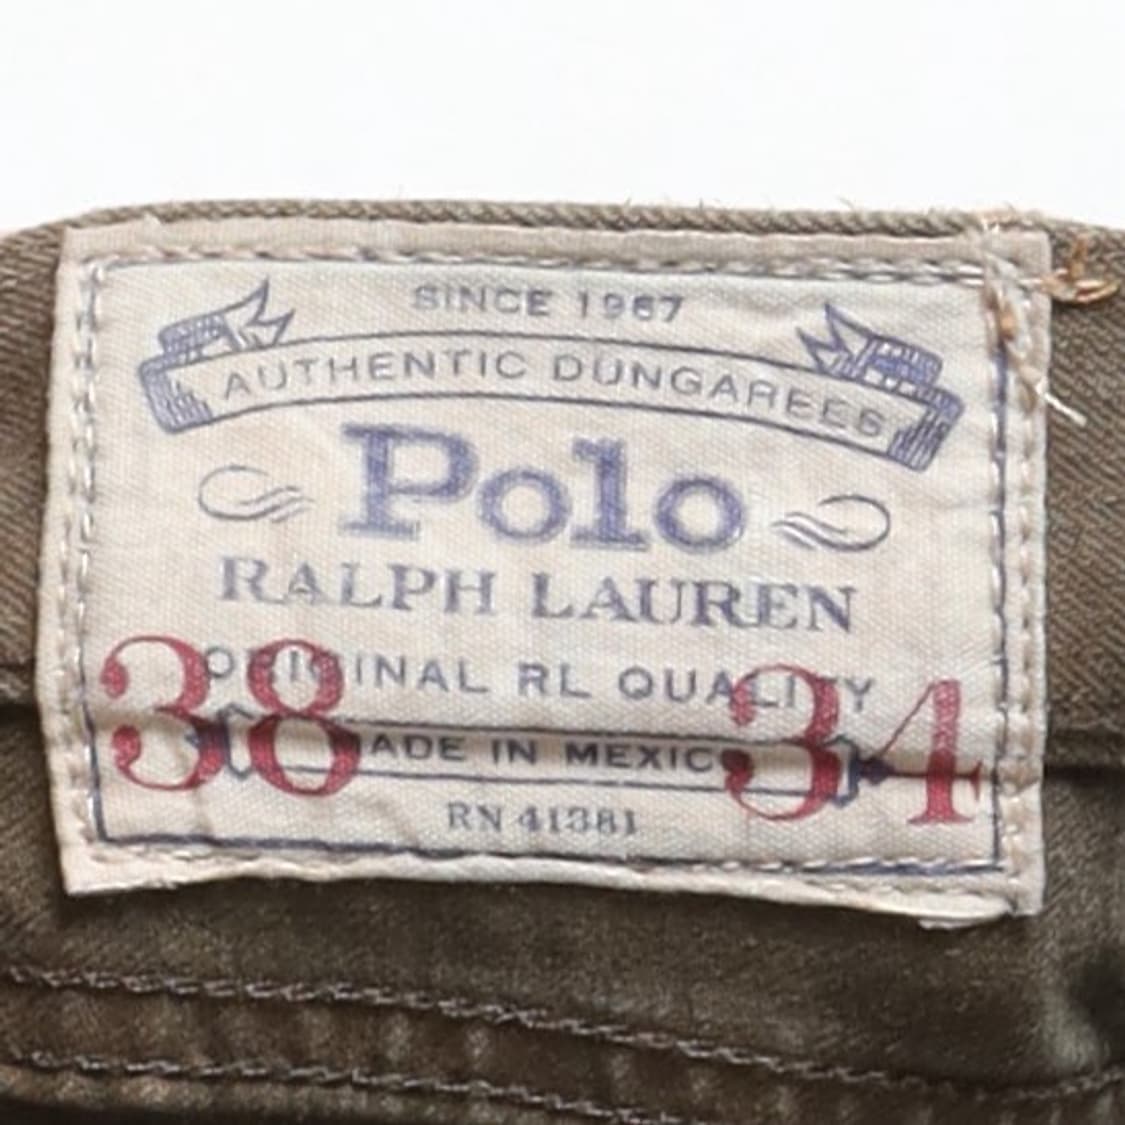 SINCE 1967
AUTHENTIC DUNGAREES
Polo
RALPH LAUREN
ORIGINAL RL QUALITY
38 34
MADE IN MEXICO
RN 41381